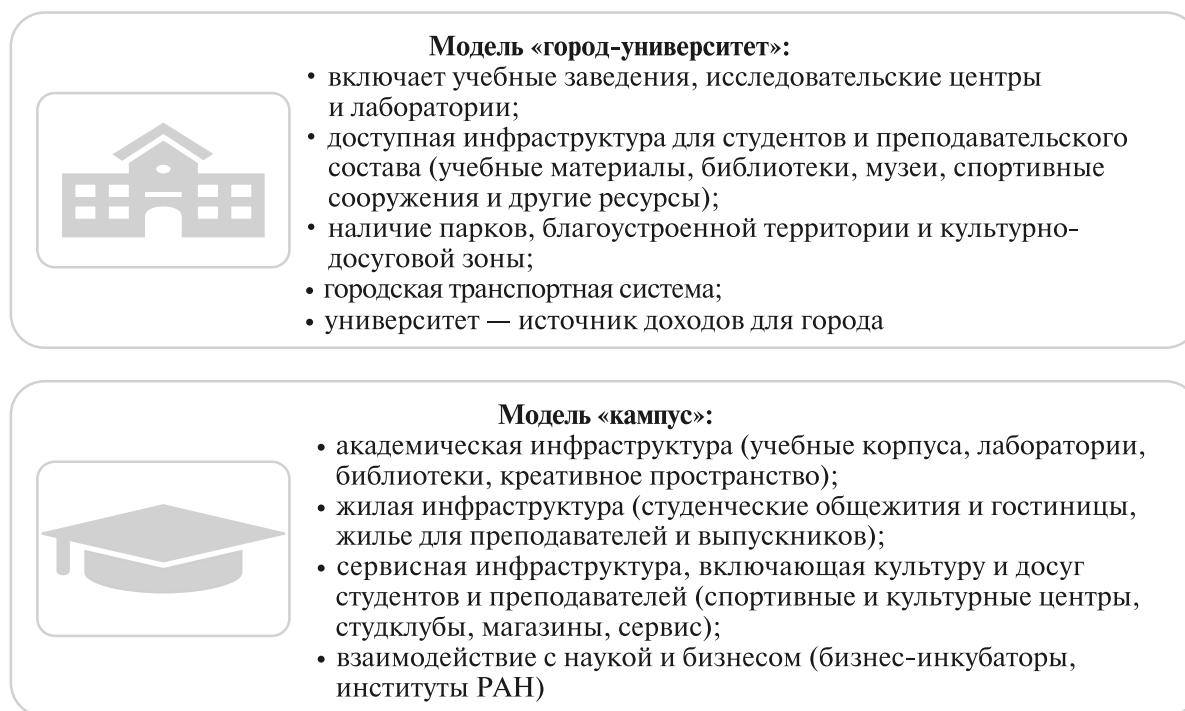 Модель «город-университет»:
• включает учебные заведения, исследовательские центры
и лаборатории;
• доступная инфраструктура для студентов и преподавательского
состава (учебные материалы, библиотеки, музеи, спортивные
сооружения и другие ресурсы);
• наличие парков, благоустроенной территории и культурно-
досуговой зоны;
• городская транспортная система;
• университет — источник доходов для города
Модель «кампус»:
• академическая инфраструктура (учебные корпуса, лаборатории,
библиотеки, креативное пространство);
• жилая инфраструктура (студенческие общежития и гостиницы,
жилье для преподавателей и выпускников);
• сервисная инфраструктура, включающая культуру и досуг
студентов и преподавателей (спортивные и культурные центры,
студклубы, магазины, сервис);
• взаимодействие с наукой и бизнесом (бизнес-инкубаторы,
институты РАН)